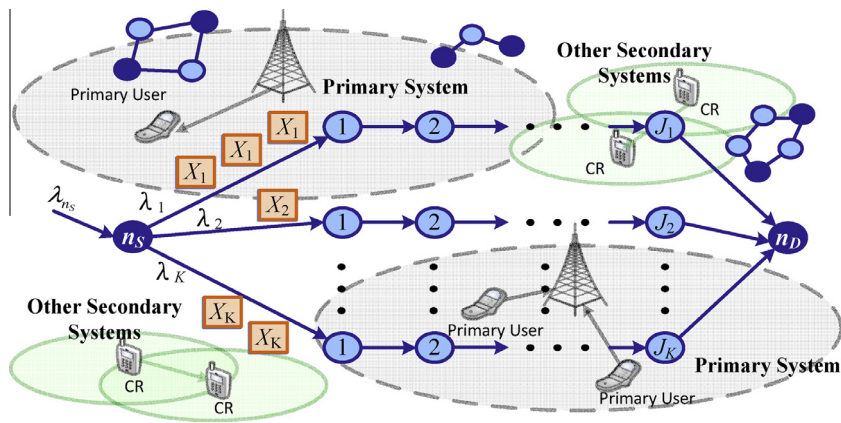 Other Secondary
Systems
Primary System
Primary User
CR
X1 X1 X1
1 2 J1
CR
λnS
λ1
X2
λ2
nS
1 2 J2
nD
λK
Other Secondary
Systems
XK XK
Primary User
1 2 JK
Primary System
CR
CR
Primary User